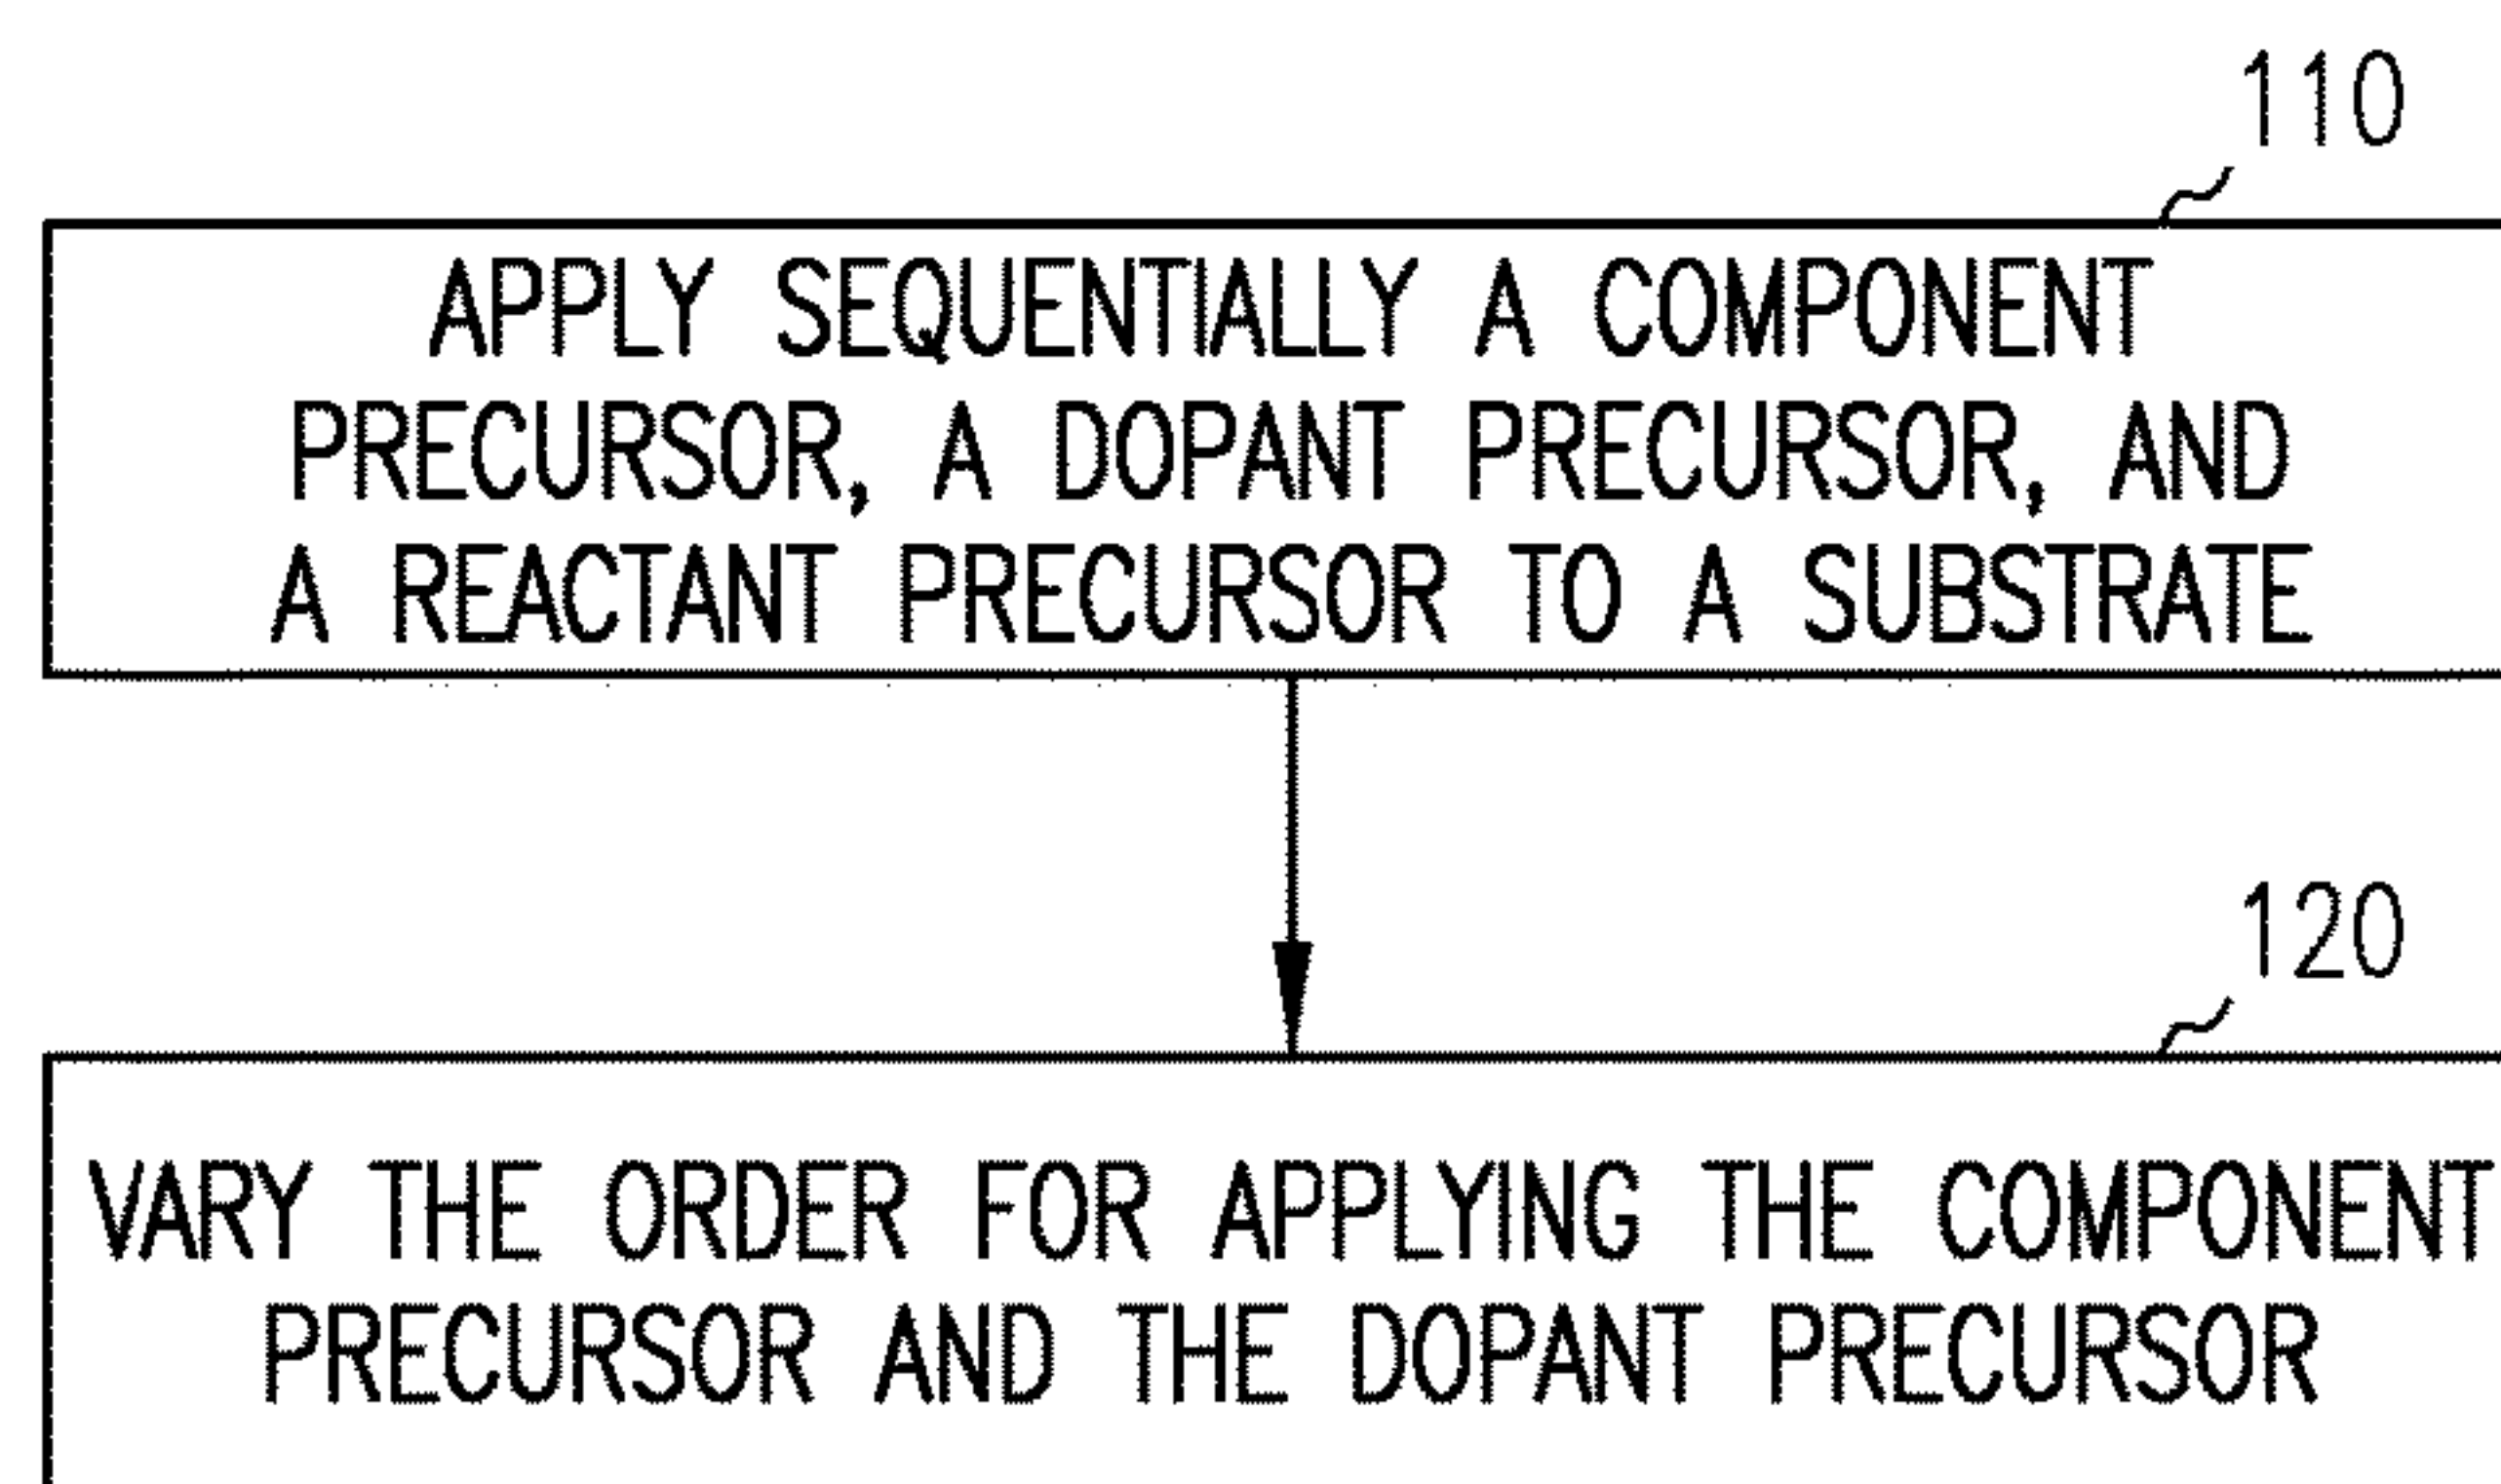 110
APPLY SEQUENTIALLY A COMPONENT
PRECURSOR, A DOPANT PRECURSOR, AND
A REACTANT PRECURSOR TO A SUBSTRATE
120
VARY THE ORDER FOR APPLYING THE COMPONENT
PRECURSOR AND THE DOPANT PRECURSOR